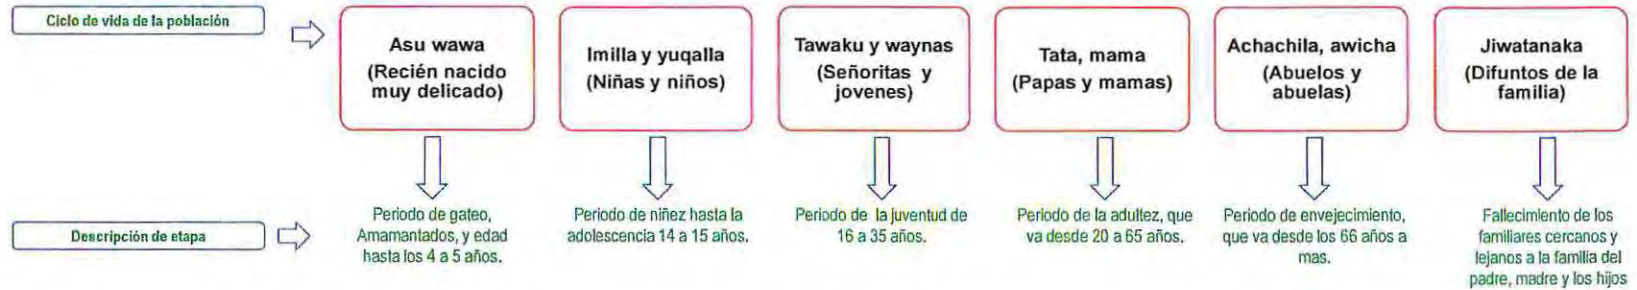 Ciclo de vida de la población
Asu wawa
(Recién nacido
muy delicado)
Imilla y yuqalla
(Niñas y niños)
Tawaku y waynas
(Señoritas y
jovenes)
Tata, mama
(Papas y mamas)
Achachila, awicha
(Abuelos y
abuelas)
Jiwatanaka
(Difuntos de la
familia)
Descripción de etapa
Periodo de gateo,
Amamantados, y edad
hasta los 4 a 5 años.
Periodo de niñez hasta la
adolescencia 14 a 15 años.
Periodo de la juventud de
16 a 35 años.
Periodo de la adultez, que
va desde 20 a 65 años.
Periodo de envejecimiento,
que va desde los 66 años a
mas.
Fallecimiento de los
familiares cercanos y
lejanos a la familia del
padre, madre y los hijos